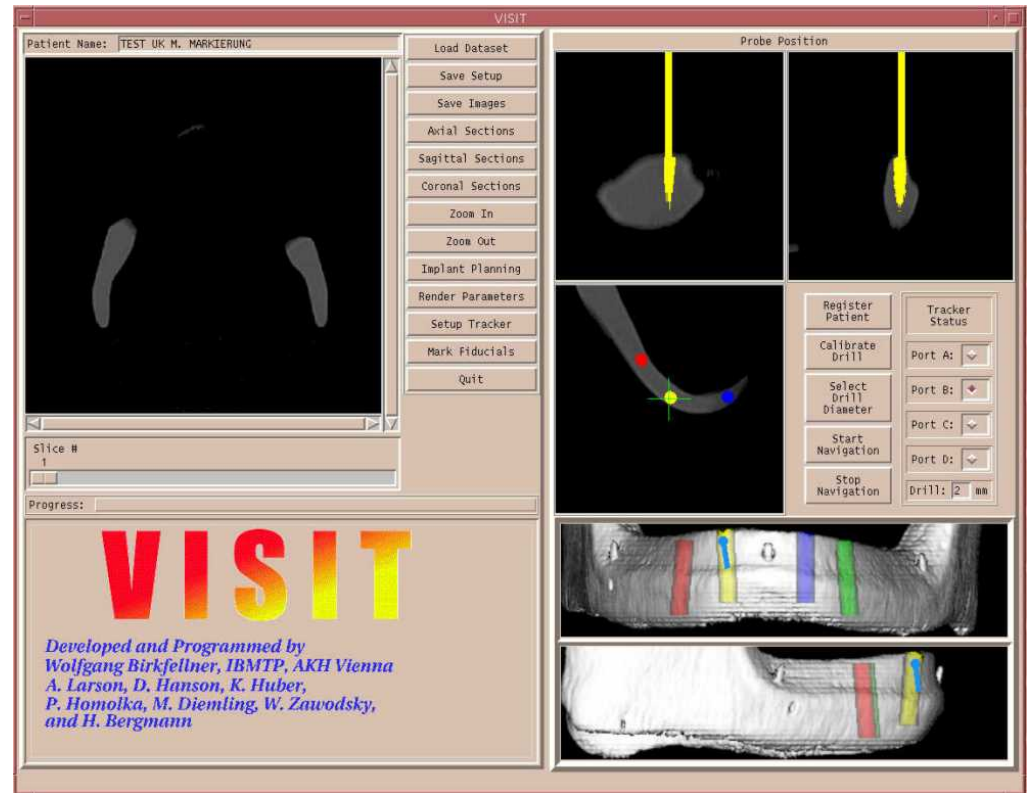 VISIT
Patient Name: TEST UK M. MARKIERUNG
Load Dataset
Save Setup
Save Images
Axial Sections
Sagittal Sections
Coronal Sections
Zoom In
Zoom Out
Implant Planning
Render Parameters
Setup Tracker
Mark Fiducials
Quit
Slice #
1
Progress:
VISIT
Developed and Programmed by
Wolfgang Birkfellner, IBMTP, AKH Vienna
A. Larson, D. Hanson, K. Huber,
P. Homolka, M. Diemling, W. Zawodsky,
and H. Bergmann
Probe Position
Register
Patient
Calibrate
Drill
Select
Drill
Diameter
Start
Navigation
Stop
Navigation
Tracker
Status
Port A:
Port B:
Port C:
Port D:
Drill: 2 mm